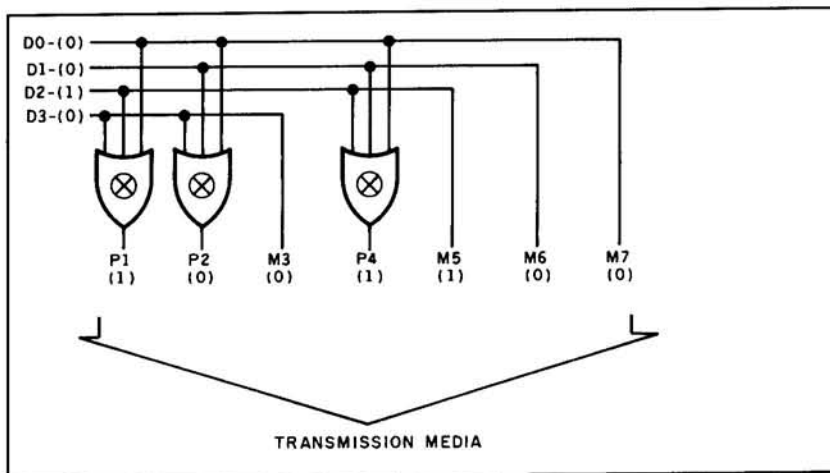 D0-(0)
D1-(0)
D2-(1)
D3-(0)
P1 P2 M3 P4 M5 M6 M7
(1) (0) (0) (1) (1) (0) (0)
TRANSMISSION MEDIA